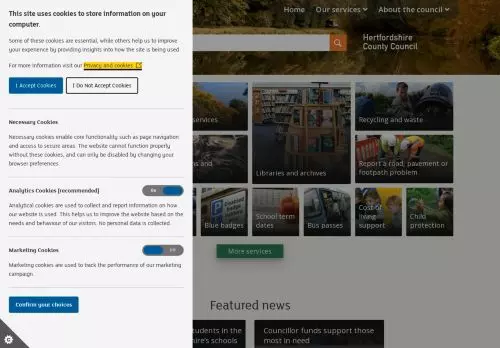 This site uses cookies to store information on your
computer.
Some of these cookies are essential, while others help us to improve
your experience by providing insights into how the site is being used
For more information visit our Privacy and cookies
I Accept Cookies
I Do Not Accept Cookies
Necessary Cookies
Necessary cookies enable core functionality such as page navigation
and access to secure areas. The website cannot function properly
without these cookies, and can only be disabled by changing your
browser preferences.
Analytics Cookies (recommended)
On
Analytical cookies are used to collect and report information on how
our website is used. This helps us to improve the website based on the
needs and behaviour of our visitors. No personal data is collected.
Marketing Cookies
Off
Marketing cookies are used to track the performance of our marketing
campaign.
Confirm your choices
Home
Our services
About the council
Hertfordshire
County Council
services
Libraries and archives
Recycling and waste
Report a road, pavement or
footpath problem
Blue badges
School term
dates
Bus passes
Cost of
living
support
Child
protection
More services
Featured news
students in the
Councillor funds support those
most in need